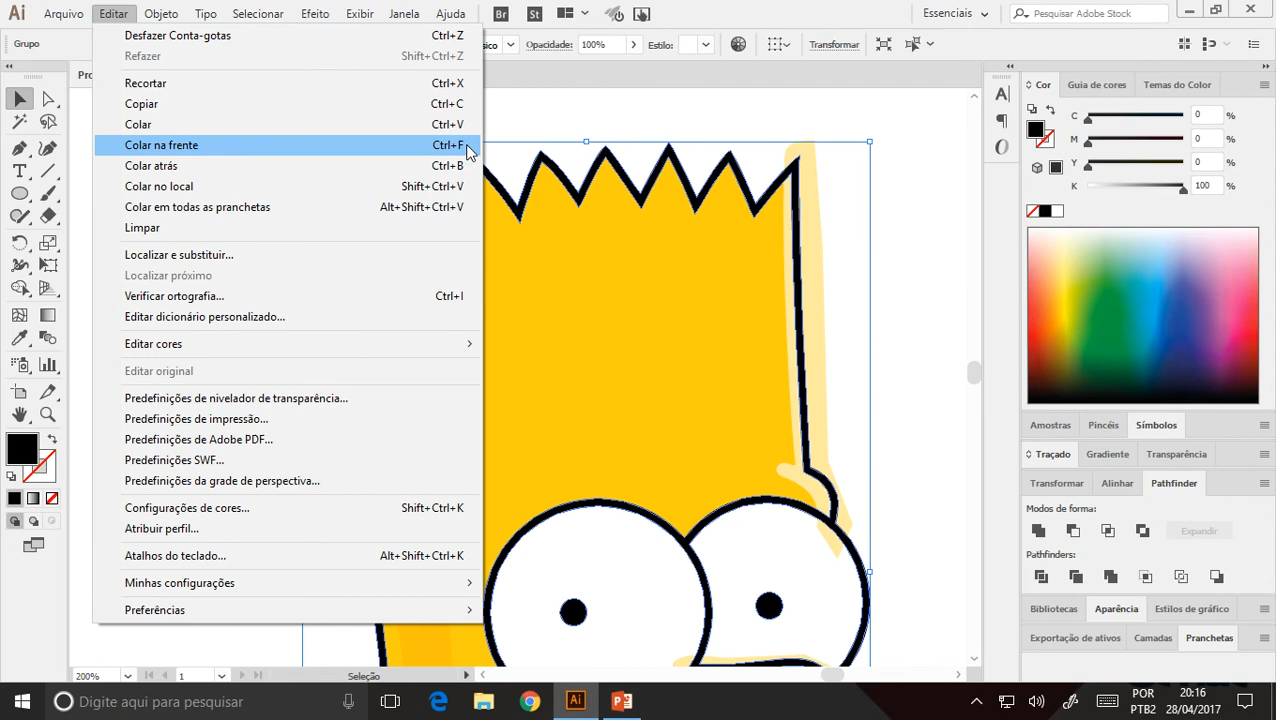 Ai Arquivo Editar Objeto Tipo Selecionar Efeito Exibir Janela Ajuda Br St Essenciais Pesquisar Adobe Stock
Grupo
sico Opacidade: 100% Estilo: Transformar
Pro
Desfazer Conta-gotas Ctrl+Z
Refazer Shift+Ctrl+Z
Recortar Ctrl+X
Copiar Ctrl+C
Colar Ctrl+V
Colar na frente Ctrl+F
Colar atrás Ctrl+B
Colar no local Shift+Ctrl+V
Colar em todas as pranchetas Alt+Shift+Ctrl+V
Limpar
Localizar e substituir...
Localizar próximo
Verificar ortografia... Ctrl+I
Editar dicionário personalizado...
Editar cores
Editar original
Predefinições de nivelador de transparência...
Predefinições de impressão...
Predefinições de Adobe PDF...
Predefinições SWF...
Predefinições da grade de perspectiva...
Configurações de cores... Shift+Ctrl+K
Atribuir perfil...
Atalhos do teclado... Alt+Shift+Ctrl+K
Minhas configurações
Preferências
Cor Guia de cores Temas do Color
C 0 %
M 0 %
Y 0 %
K 100 %
Amostras Pincéis Símbolos
Traçado Gradiente Transparência
Transformar Alinhar Pathfinder
Modos de forma:
Expandir
Pathfinders:
Bibliotecas Aparência Estilos de gráfico
Exportação de ativos Camadas Pranchetas
200% 1 Seleção
Digite aqui para pesquisar
Ai
POR
PTB2
20:16
28/04/2017